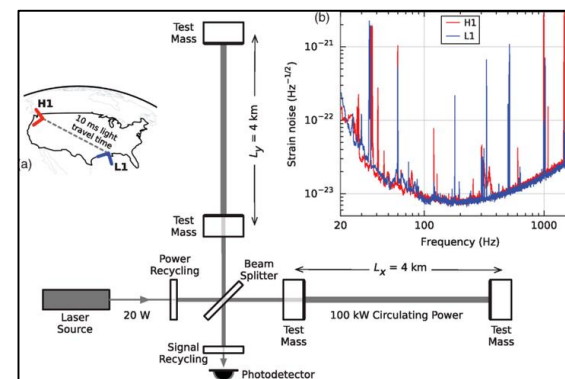 Test
Mass
L_y = 4 km
Test
Mass
(b)
H1
L1
10⁻²¹
10⁻²²
10⁻²³
Strain noise (Hz⁻¹/²)
20
100
1000
Frequency (Hz)
H1
10 ms light
travel time
(a)
L1
Power
Recycling
Beam
Splitter
L_x = 4 km
Laser
Source
20 W
Test
Mass
100 kW Circulating Power
Test
Mass
Signal
Recycling
Photodetector